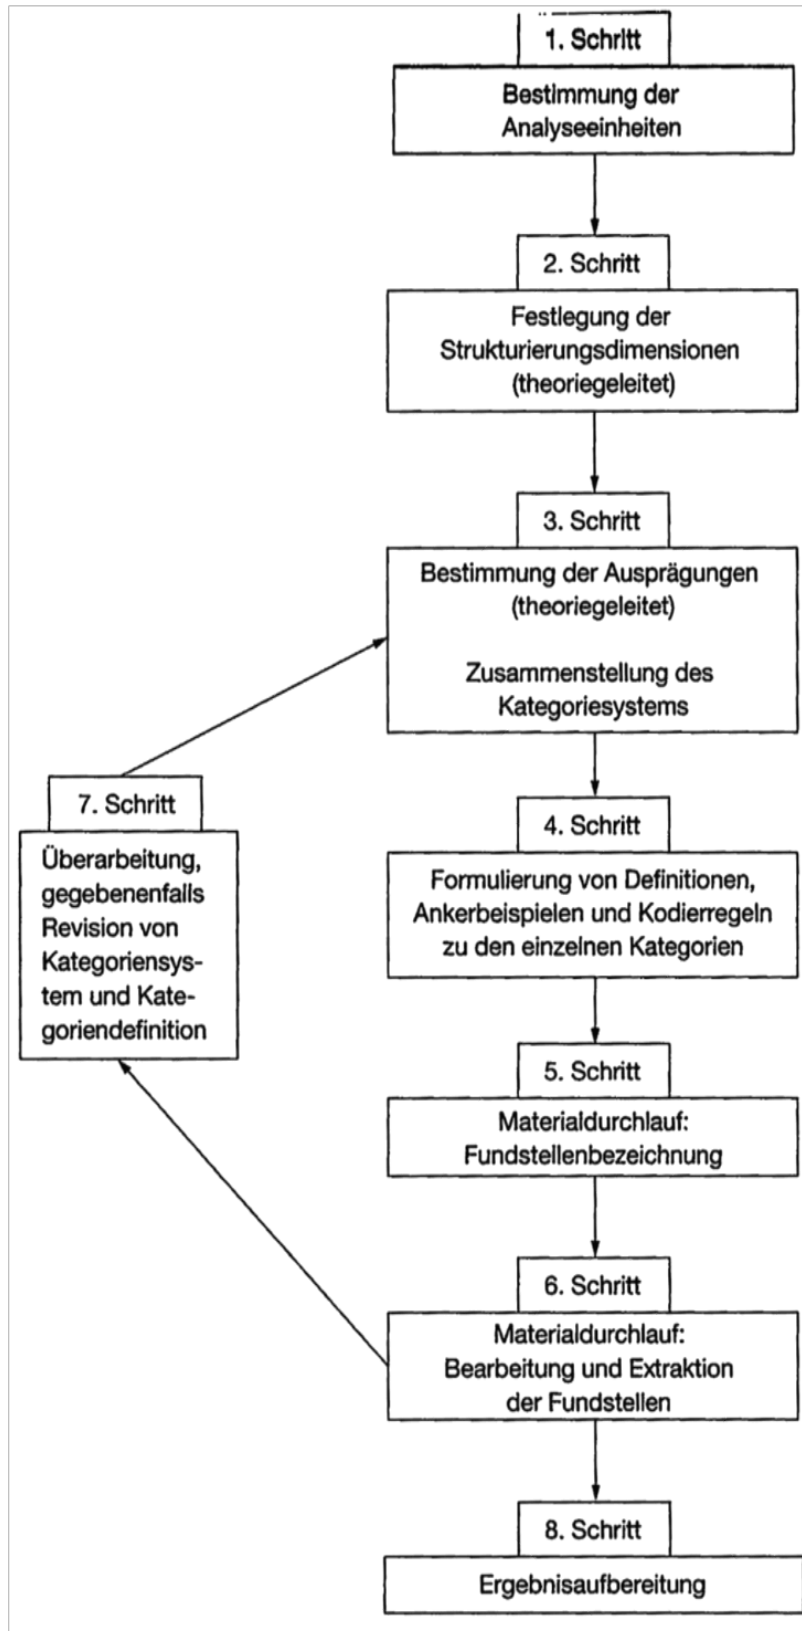 1. Schritt
Bestimmung der
Analyseeinheiten
2. Schritt
Festlegung der
Strukturierungsdimensionen
(theoriegeleitet)
3. Schritt
Bestimmung der Ausprägungen
(theoriegeleitet)
Zusammenstellung des
Kategoriesystems
7. Schritt
Überarbeitung,
gegebenenfalls
Revision von
Kategoriensys-
tem und Kate-
goriendefinition
4. Schritt
Formulierung von Definitionen,
Ankerbeispielen und Kodierregeln
zu den einzelnen Kategorien
5. Schritt
Materialdurchlauf:
Fundstellenbezeichnung
6. Schritt
Materialdurchlauf:
Bearbeitung und Extraktion
der Fundstellen
8. Schritt
Ergebnisaufbereitung